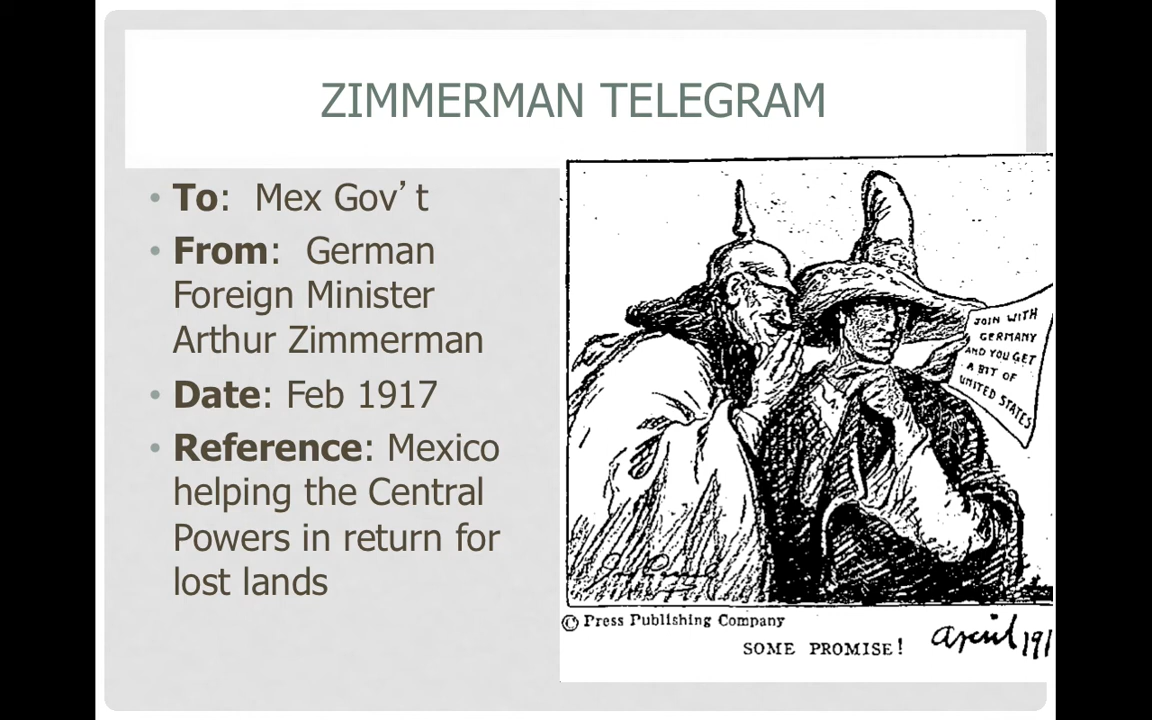 ZIMMERMAN TELEGRAM
• To: Mex Gov't
• From: German
Foreign Minister
Arthur Zimmerman
• Date: Feb 1917
• Reference: Mexico
helping the Central
Powers in return for
lost lands
JOIN WITH
GERMANY
AND YOU GET
A BIT OF
UNITED STATES
© Press Publishing Company
SOME PROMISE!
April 191